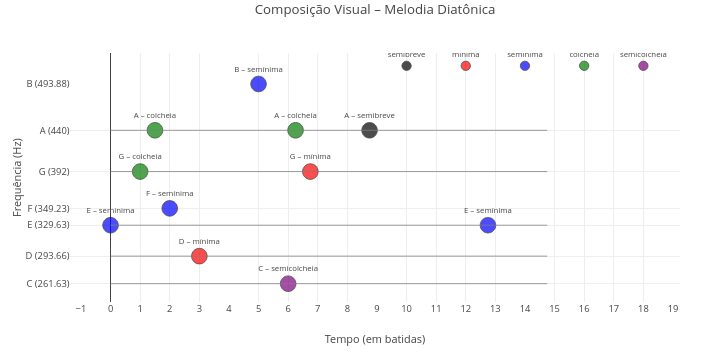 Composição Visual – Melodia Diatônica
semibreve mínima semínima colcheia semicolcheia
B – semínima
B (493.88)
A – colcheia A – colcheia A – semibreve
A (440)
G – colcheia G – mínima
G (392)
F – semínima
F (349.23)
E – semínima E – semínima
E (329.63)
D – mínima
D (293.66)
C – semicolcheia
C (261.63)
Frequência (Hz)
−1 0 1 2 3 4 5 6 7 8 9 10 11 12 13 14 15 16 17 18 19
Tempo (em batidas)